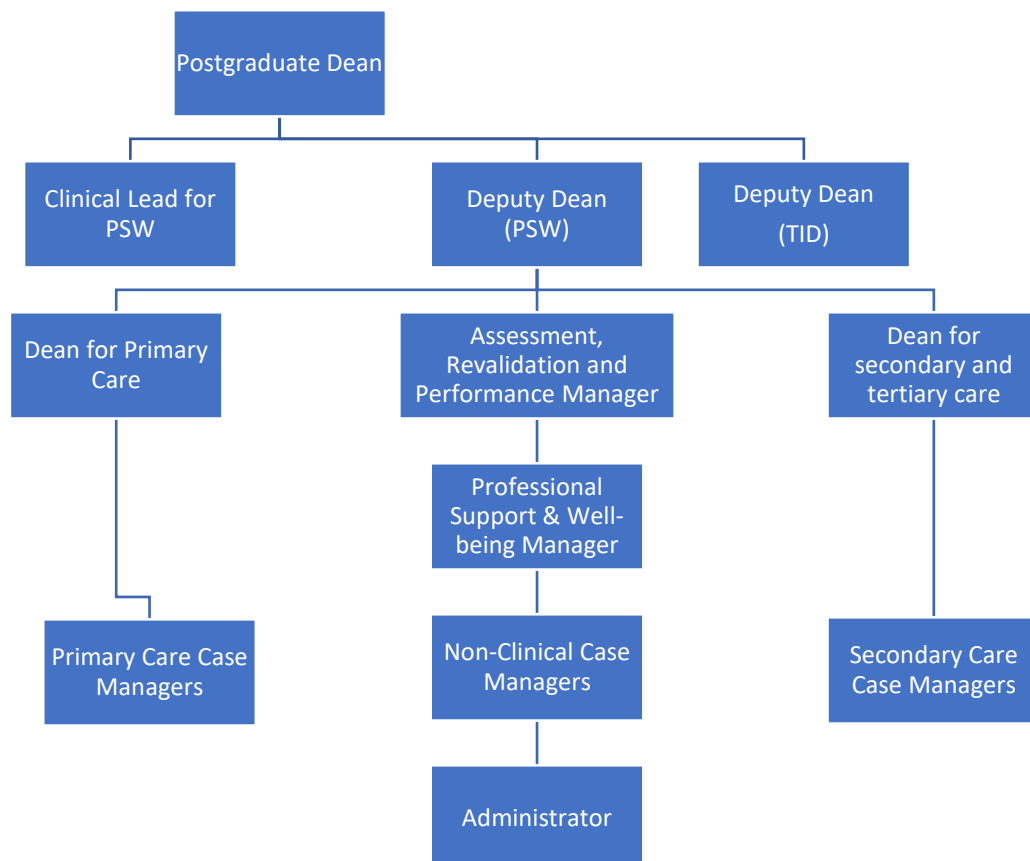 Postgraduate Dean
Clinical Lead for
PSW
Deputy Dean
(PSW)
Deputy Dean
(TID)
Dean for Primary
Care
Assessment,
Revalidation and
Performance Manager
Dean for
secondary and
tertiary care
Professional
Support & Well-
being Manager
Primary Care Case
Managers
Non-Clinical Case
Managers
Secondary Care
Case Managers
Administrator